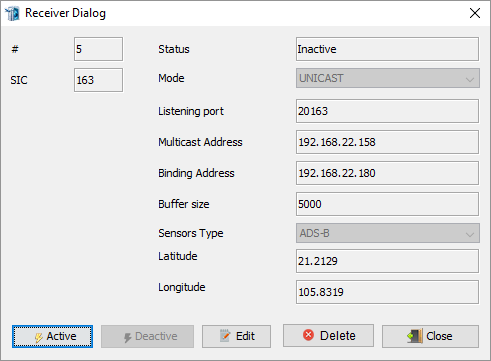 Receiver Dialog
# 5 Status Inactive
SIC 163 Mode UNICAST
Listening port 20163
Multicast Address 192.168.22.158
Binding Address 192.168.22.180
Buffer size 5000
Sensors Type ADS-B
Latitude 21.2129
Longitude 105.8319
Active Deactive Edit Delete Close